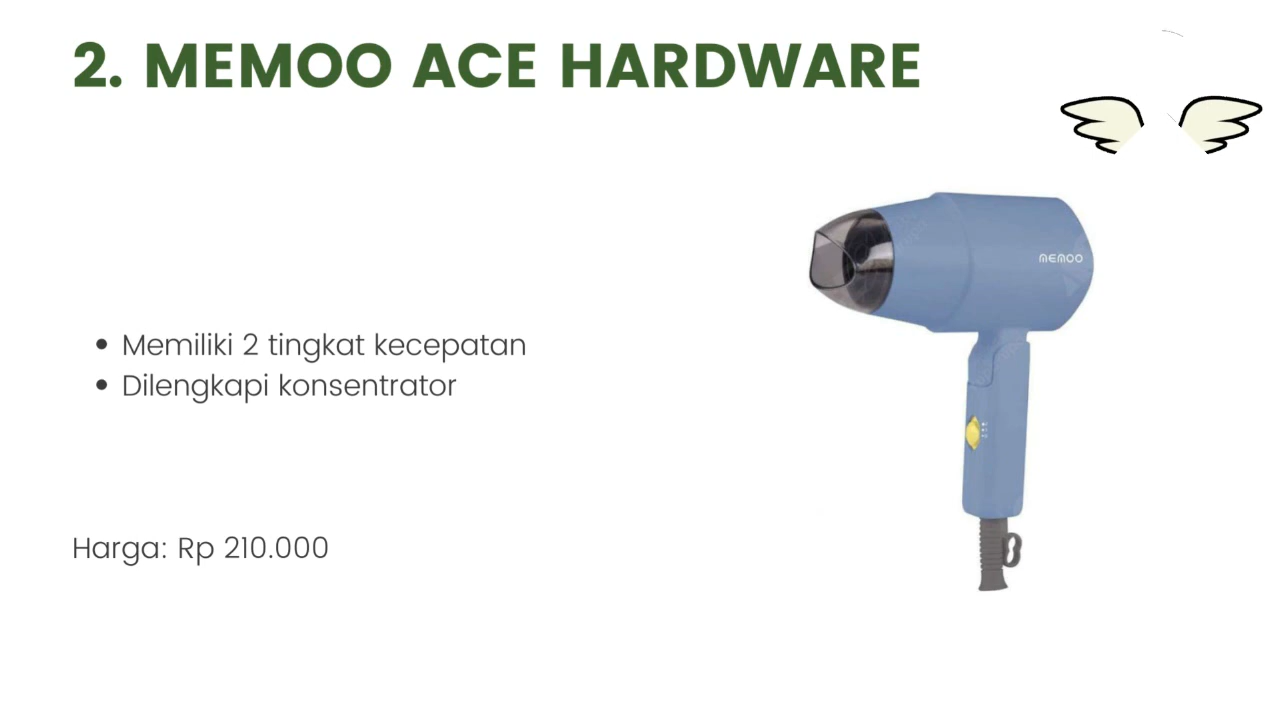 2. MEMOO ACE HARDWARE
MEMOO
Memiliki 2 tingkat kecepatan
Dilengkapi konsentrator
Harga: Rp 210.000